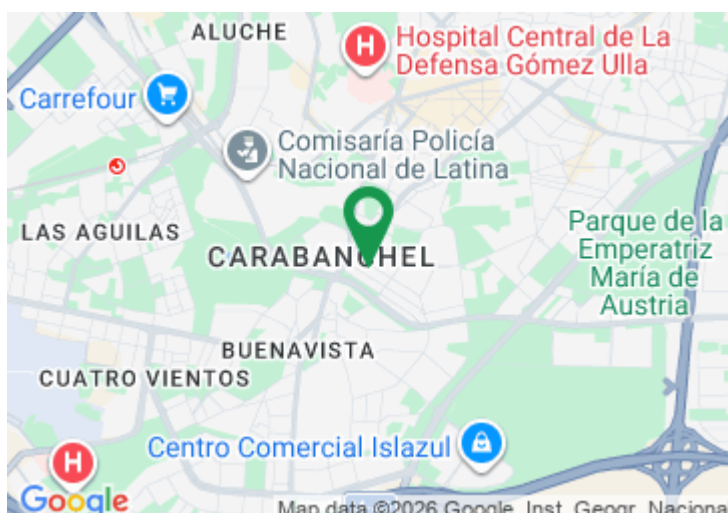 ALUCHE
Hospital Central de La
Defensa Gómez Ulla
Carrefour
Comisaría Policía
Nacional de Latina
LAS AGUILAS
Parque de la
Emperatriz
María de
Austria
CARABANCHEL
BUENAVISTA
CUATRO VIENTOS
Centro Comercial Islazul
H
H
Google
Map data ©2026 Google, Inst. Geogr. Naciona